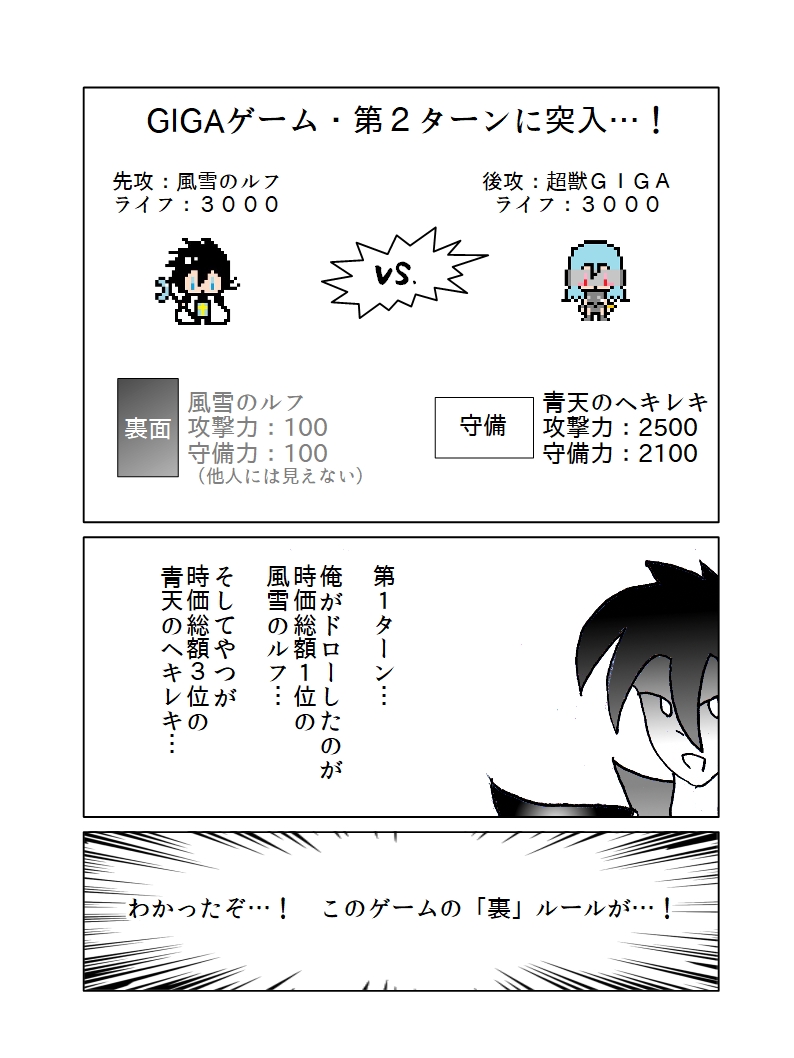 GIGAゲーム・第２ターンに突入…！
先攻：風雪のルフ
ライフ：３０００
後攻：超獣ＧＩＧＡ
ライフ：３０００
vs.
裏面
風雪のルフ
攻撃力：100
守備力：100
（他人には見えない）
守備
青天のヘキレキ
攻撃力：2500
守備力：2100
第１ターン…
俺がドローしたのが
時価総額１位の
風雪のルフ…
そしてやつが
時価総額３位の
青天のヘキレキ…
わかったぞ…！　このゲームの「裏」ルールが…！